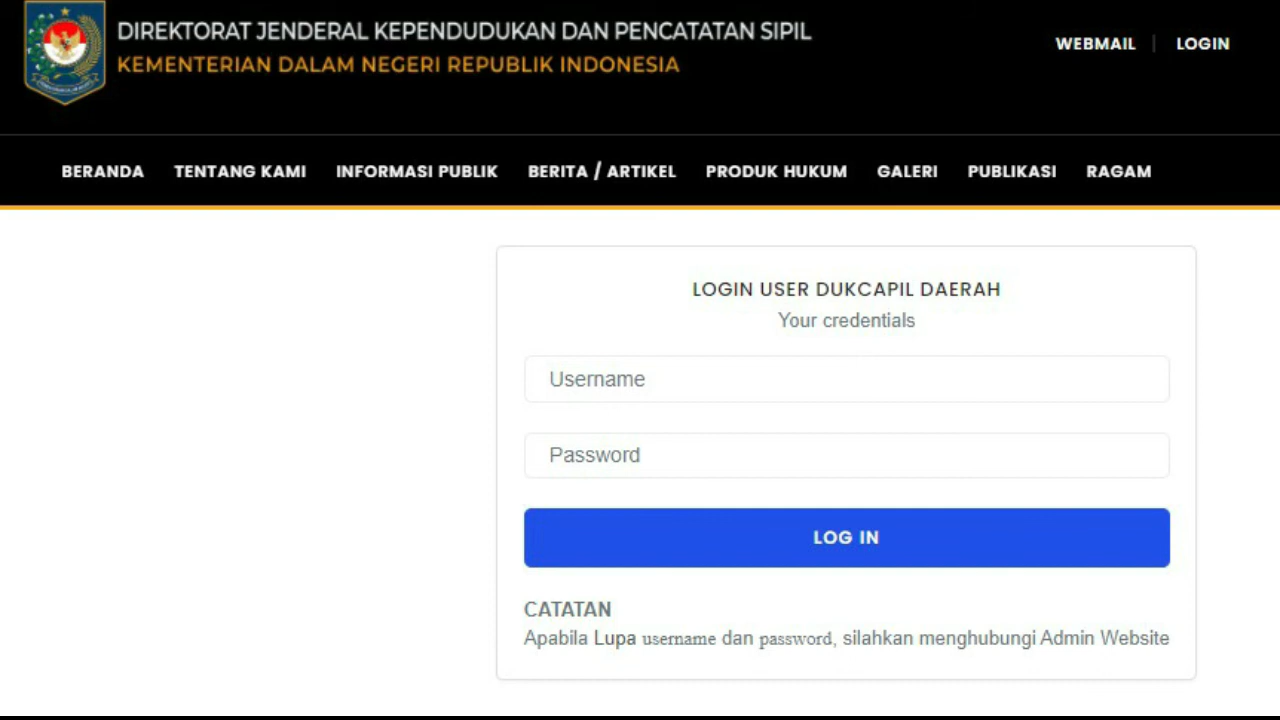 DIREKTORAT JENDERAL KEPENDUDUKAN DAN PENCATATAN SIPIL
KEMENTERIAN DALAM NEGERI REPUBLIK INDONESIA
WEBMAIL | LOGIN
BERANDA TENTANG KAMI INFORMASI PUBLIK BERITA / ARTIKEL PRODUK HUKUM GALERI PUBLIKASI RAGAM
LOGIN USER DUKCAPIL DAERAH
Your credentials
Username
Password
LOG IN
CATATAN
Apabila Lupa username dan password, silahkan menghubungi Admin Website